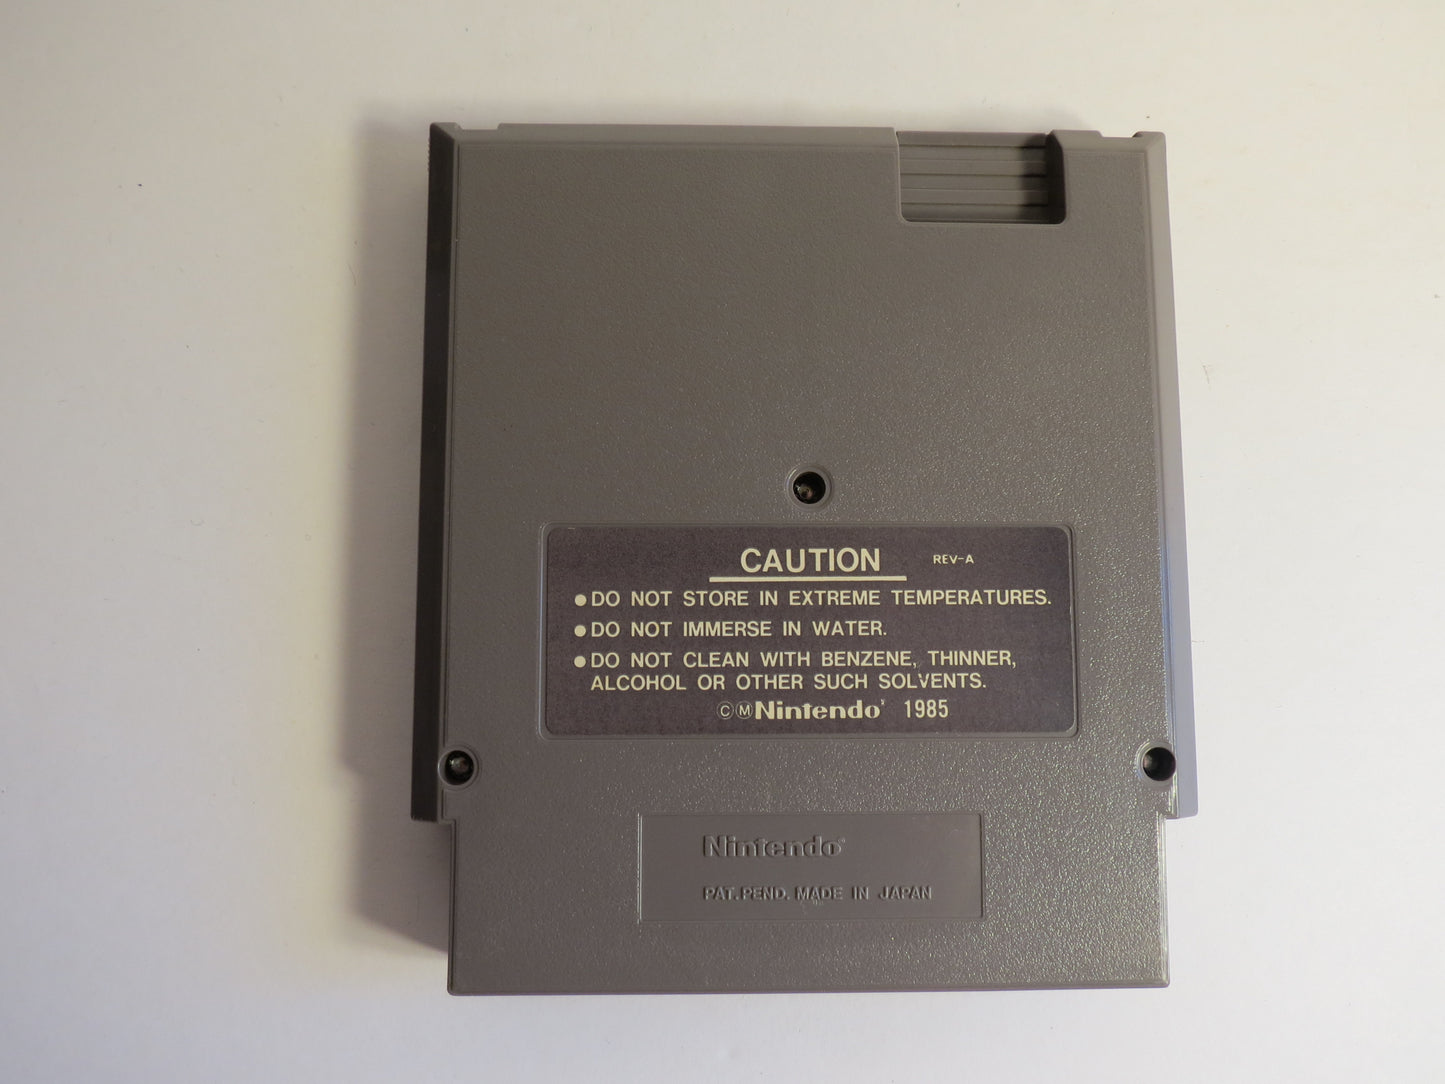 CAUTION REV-A
●DO NOT STORE IN EXTREME TEMPERATURES.
●DO NOT IMMERSE IN WATER.
●DO NOT CLEAN WITH BENZENE, THINNER,
ALCOHOL OR OTHER SUCH SOLVENTS.
ⒸⓂNintendo® 1985
Nintendo®
PAT. PEND. MADE IN JAPAN